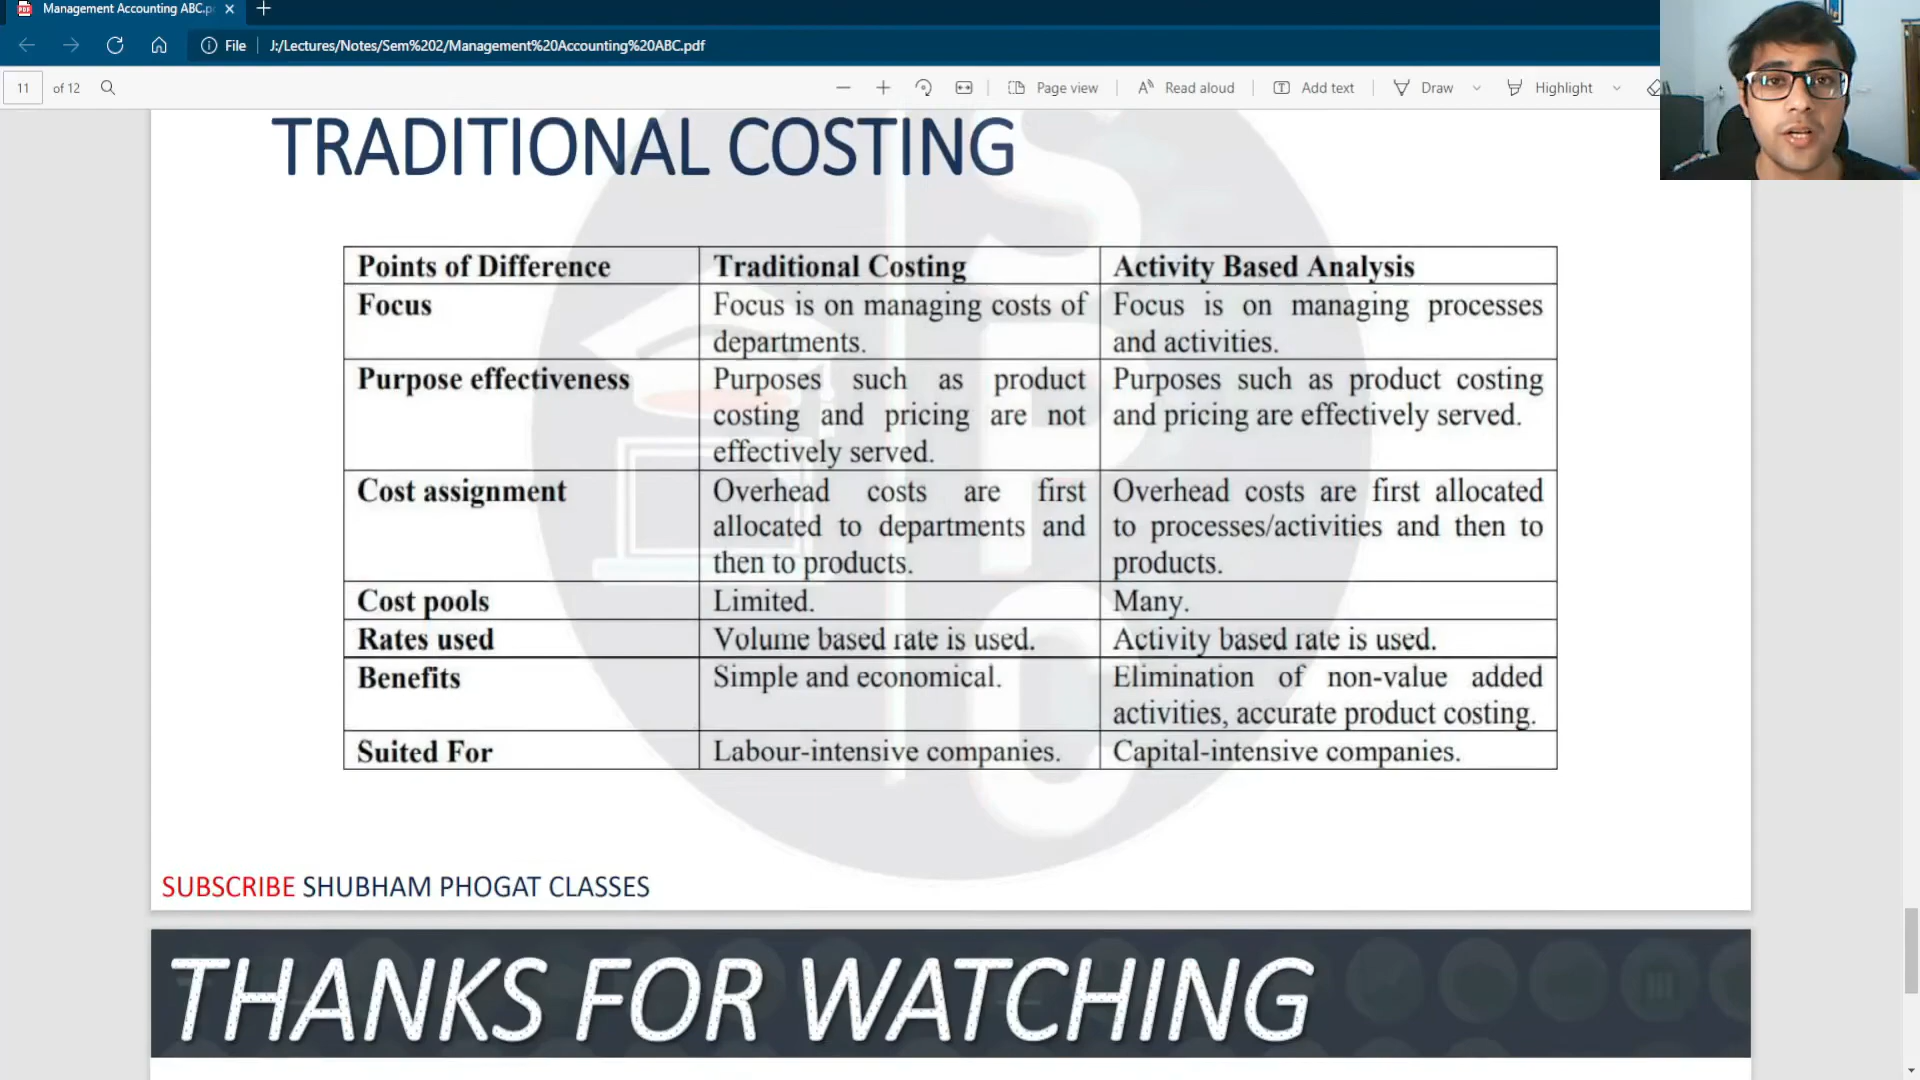 Management Accounting ABC.p
File
J:/Lectures/Notes/Sem%202/Management%20Accounting%20ABC.pdf
11 of 12
Page view
Read aloud
Add text
Draw
Highlight
TRADITIONAL COSTING
Points of Difference
Traditional Costing
Activity Based Analysis
Focus
Focus is on managing costs of
departments.
Focus is on managing processes
and activities.
Purpose effectiveness
Purposes such as product
costing and pricing are not
effectively served.
Purposes such as product costing
and pricing are effectively served.
Cost assignment
Overhead costs are first
allocated to departments and
then to products.
Overhead costs are first allocated
to processes/activities and then to
products.
Cost pools
Limited.
Many.
Rates used
Volume based rate is used.
Activity based rate is used.
Benefits
Simple and economical.
Elimination of non-value added
activities, accurate product costing.
Suited For
Labour-intensive companies.
Capital-intensive companies.
SPC
SUBSCRIBE SHUBHAM PHOGAT CLASSES
THANKS FOR WATCHING